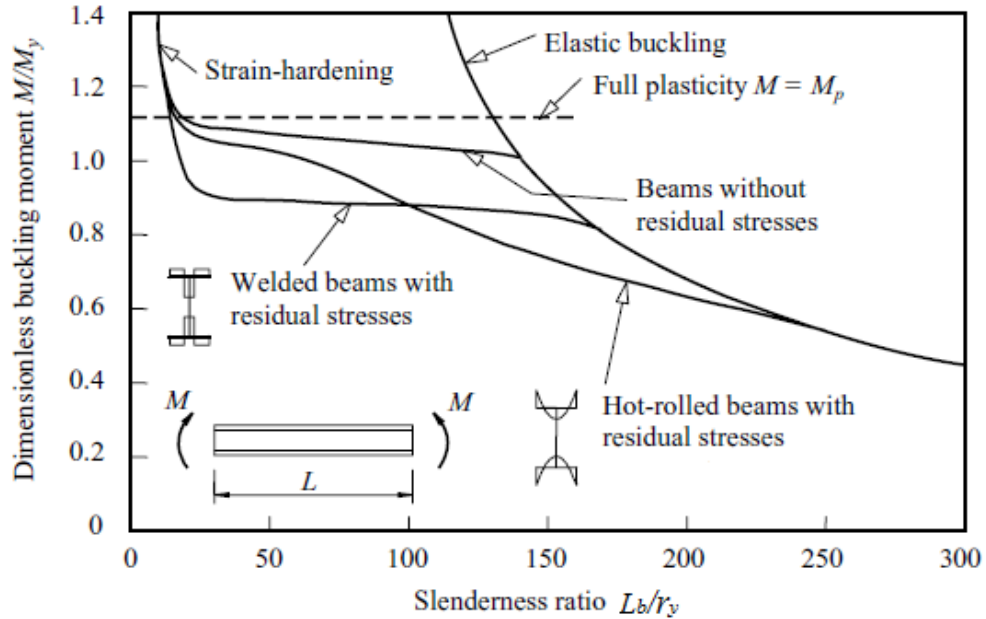 Dimensionless buckling moment M/My
1.4
1.2
1.0
0.8
0.6
0.4
0.2
0
Strain-hardening
Elastic buckling
Full plasticity M = Mp
Beams without
residual stresses
Welded beams with
residual stresses
Hot-rolled beams with
residual stresses
M
M
L
0
50
100
150
200
250
300
Slenderness ratio Lb/ry